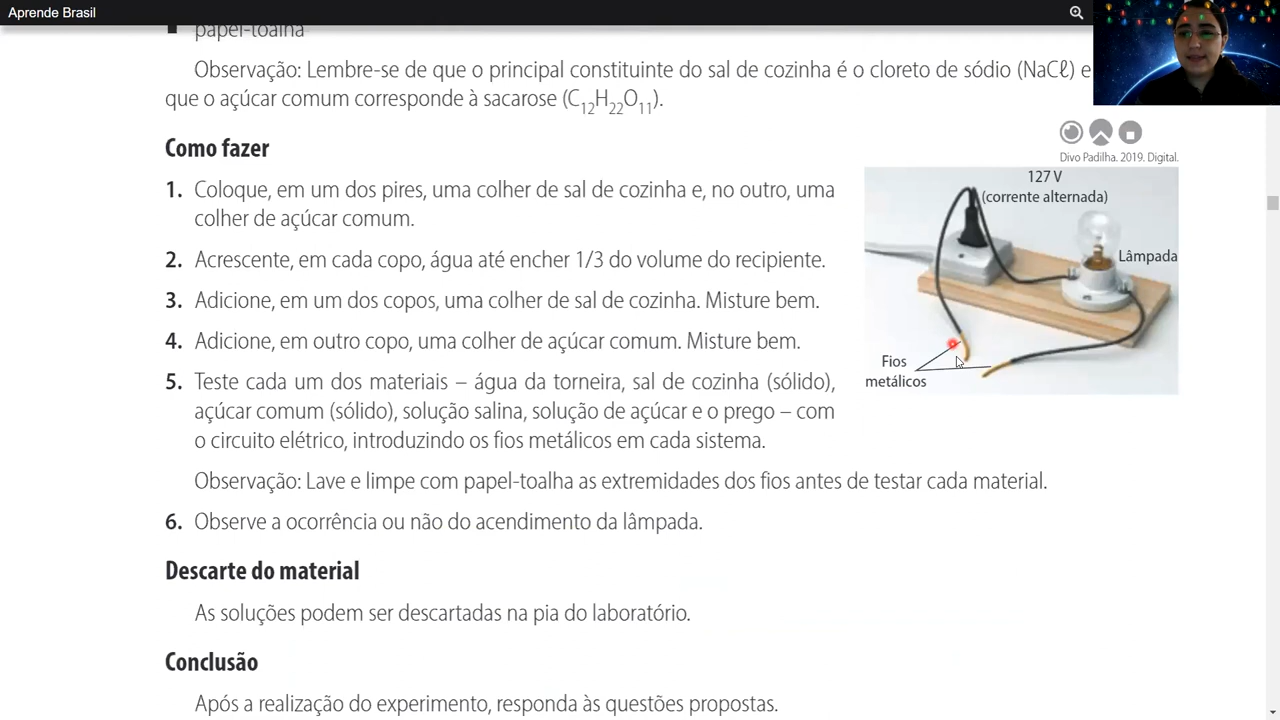 Aprende Brasil
papel-toalha
Observação: Lembre-se de que o principal constituinte do sal de cozinha é o cloreto de sódio (NaCℓ) e
que o açúcar comum corresponde à sacarose (C12H22O11).
Como fazer
Divo Padilha. 2019. Digital.
1. Coloque, em um dos pires, uma colher de sal de cozinha e, no outro, uma
colher de açúcar comum.
2. Acrescente, em cada copo, água até encher 1/3 do volume do recipiente.
3. Adicione, em um dos copos, uma colher de sal de cozinha. Misture bem.
4. Adicione, em outro copo, uma colher de açúcar comum. Misture bem.
5. Teste cada um dos materiais – água da torneira, sal de cozinha (sólido),
açúcar comum (sólido), solução salina, solução de açúcar e o prego – com
o circuito elétrico, introduzindo os fios metálicos em cada sistema.
127 V
(corrente alternada)
Lâmpada
Fios
metálicos
Observação: Lave e limpe com papel-toalha as extremidades dos fios antes de testar cada material.
6. Observe a ocorrência ou não do acendimento da lâmpada.
Descarte do material
As soluções podem ser descartadas na pia do laboratório.
Conclusão
Após a realização do experimento, responda às questões propostas.